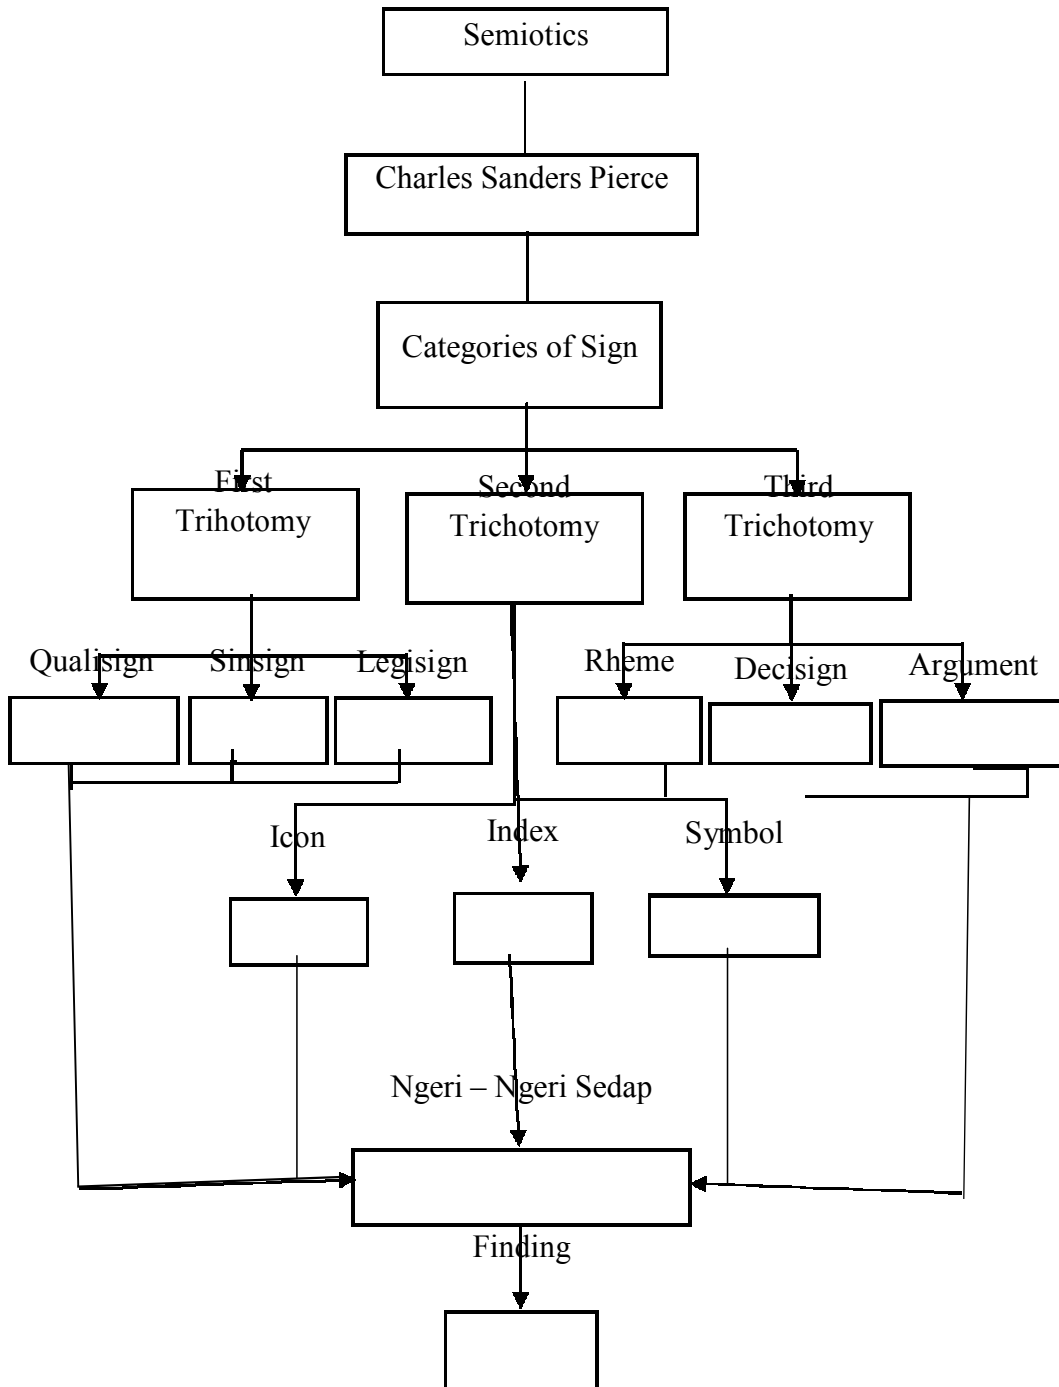 Semiotics
Charles Sanders Pierce
Categories of Sign
First
Trihotomy
Second
Trichotomy
Third
Trichotomy
Qualisign
Sinsign
Legisign
Rheme
Decisign
Argument
Icon
Index
Symbol
Ngeri – Ngeri Sedap
Finding